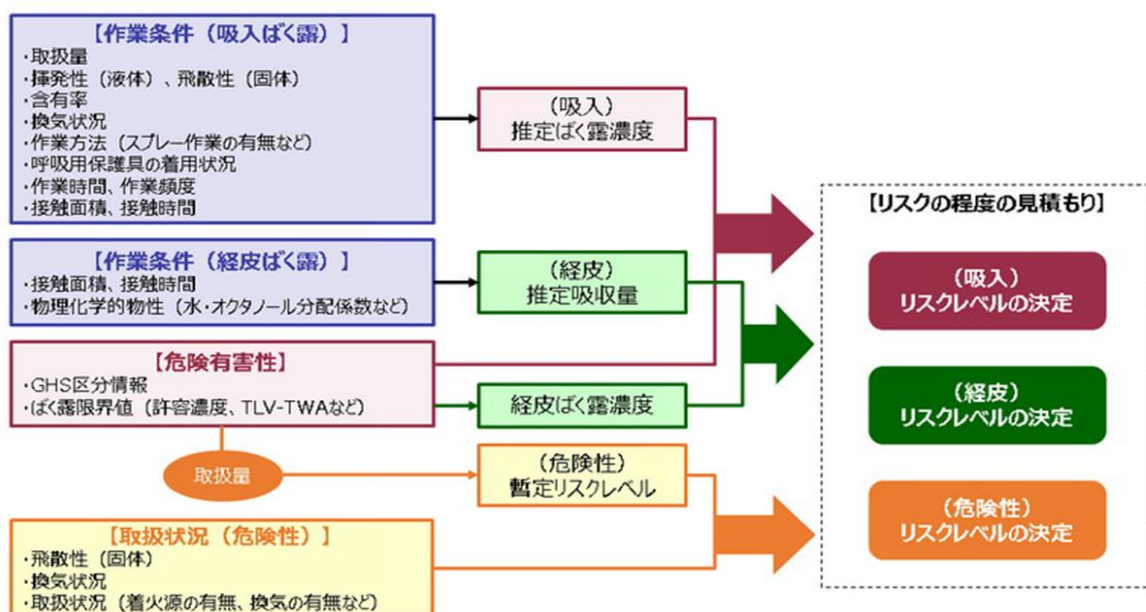 【作業条件（吸入ばく露）】
・取扱量
・揮発性（液体）、飛散性（固体）
・含有率
・換気状況
・作業方法（スプレー作業の有無など）
・呼吸用保護具の着用状況
・作業時間、作業頻度
・接触面積、接触時間
（吸入）
推定ばく露濃度
【作業条件（経皮ばく露）】
・接触面積、接触時間
・物理化学的物性（水・オクタノール分配係数など）
（経皮）
推定吸収量
【危険有害性】
・GHS区分情報
・ばく露限界値（許容濃度、TLV-TWAなど）
経皮ばく露濃度
取扱量
（危険性）
暫定リスクレベル
【取扱状況（危険性）】
・飛散性（固体）
・換気状況
・取扱状況（着火源の有無、換気の有無など）
【リスクの程度の見積もり】
（吸入）
リスクレベルの決定
（経皮）
リスクレベルの決定
（危険性）
リスクレベルの決定